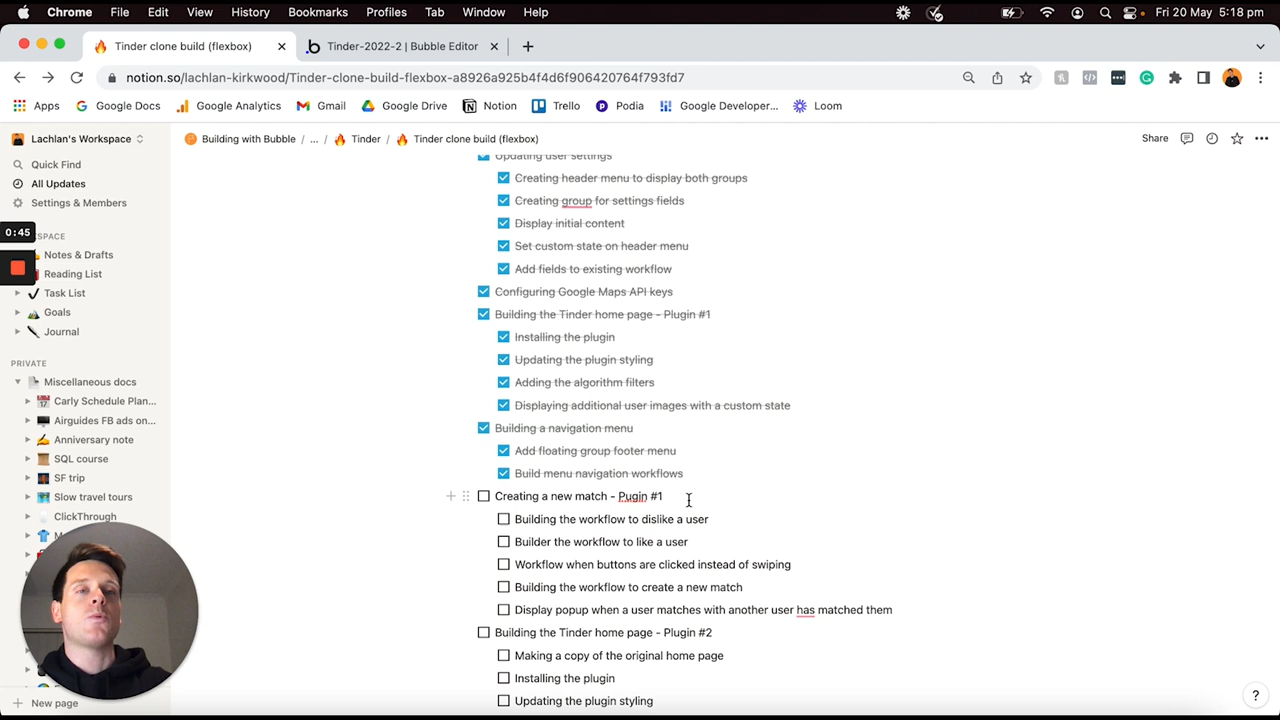 Chrome File Edit View History Bookmarks Profiles Tab Window Help Fri 20 May 5:18 pm
Tinder clone build (flexbox) Tinder-2022-2 | Bubble Editor
notion.so/lachlan-kirkwood/Tinder-clone-build-flexbox-a8926a925b4f4d6f906420764f793fd7
Apps Google Docs Google Analytics Gmail Google Drive Notion Trello Podia Google Developer... Loom
Lachlan's Workspace Building with Bubble / ... / Tinder / Tinder clone build (flexbox) Share
Quick Find
All Updates
Settings & Members
0:45
SPACE
Notes & Drafts
Reading List
Task List
Goals
Journal
PRIVATE
Miscellaneous docs
Carly Schedule Plan...
Airguides FB ads on...
Anniversary note
SQL course
SF trip
Slow travel tours
ClickThrough
New page
Updating user settings
Creating header menu to display both groups
Creating group for settings fields
Display initial content
Set custom state on header menu
Add fields to existing workflow
Configuring Google Maps API keys
Building the Tinder home page - Plugin #1
Installing the plugin
Updating the plugin styling
Adding the algorithm filters
Displaying additional user images with a custom state
Building a navigation menu
Add floating group footer menu
Build menu navigation workflows
Creating a new match - Pugin #1
Building the workflow to dislike a user
Builder the workflow to like a user
Workflow when buttons are clicked instead of swiping
Building the workflow to create a new match
Display popup when a user matches with another user has matched them
Building the Tinder home page - Plugin #2
Making a copy of the original home page
Installing the plugin
Updating the plugin styling
?